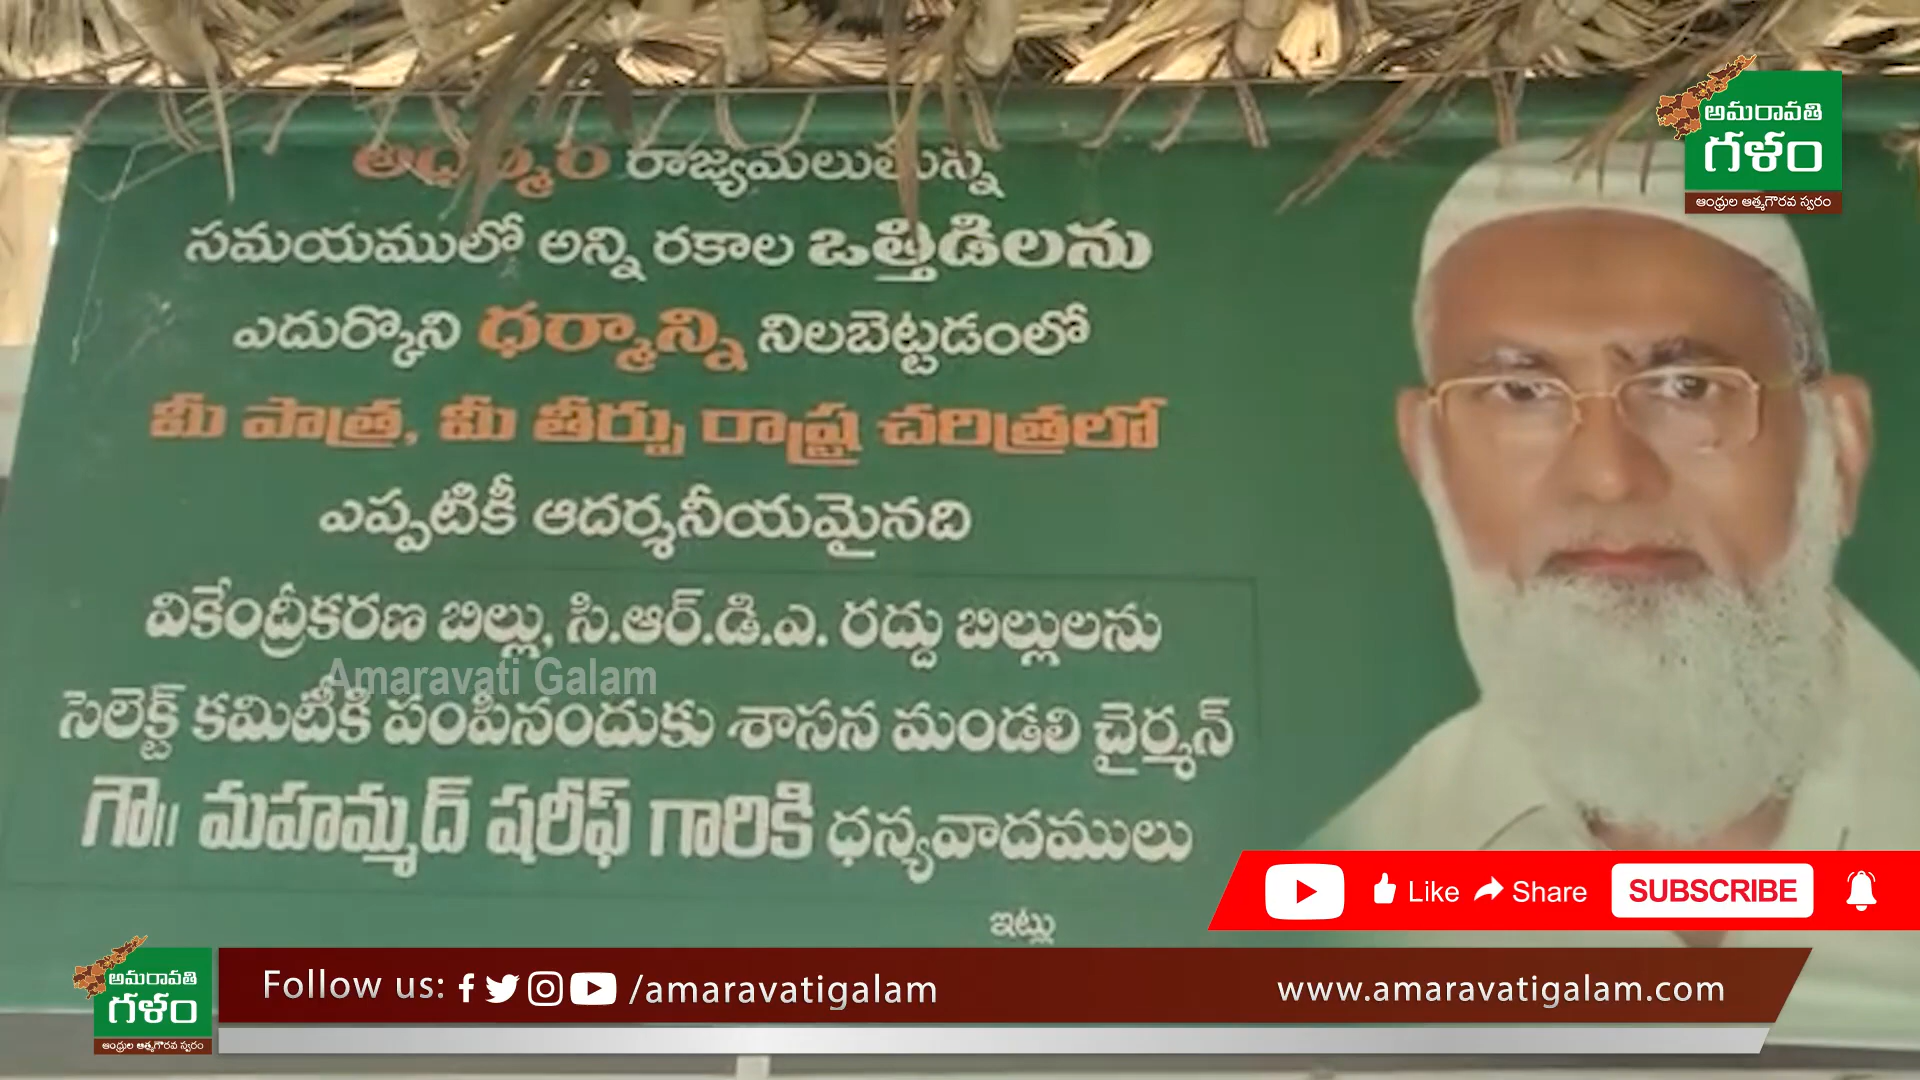 అధర్మం రాజ్యమలుతున్న
సమయములో అన్ని రకాల ఒత్తిడిలను
ఎదుర్కొని ధర్మాన్ని నిలబెట్టడంలో
మీ పాత్ర, మీ తీర్పు రాష్ట్ర చరిత్రలో
ఎప్పటికీ ఆదర్శనీయమైనది
వికేంద్రీకరణ బిల్లు, సి.ఆర్.డి.ఎ. రద్దు బిల్లులను
Amaravati Galam
సెలెక్ట్ కమిటీకి పంపినందుకు శాసన మండలి చైర్మన్
గౌ॥ మహమ్మద్ షరీఫ్ గారికి ధన్యవాదములు
ఇట్లు
అమరావతి
గళం
ఆంధ్రుల ఆత్మగౌరవ స్వరం
Like Share SUBSCRIBE
అమరావతి
గళం
ఆంధ్రుల ఆత్మగౌరవ స్వరం
Follow us: /amaravatigalam
www.amaravatigalam.com